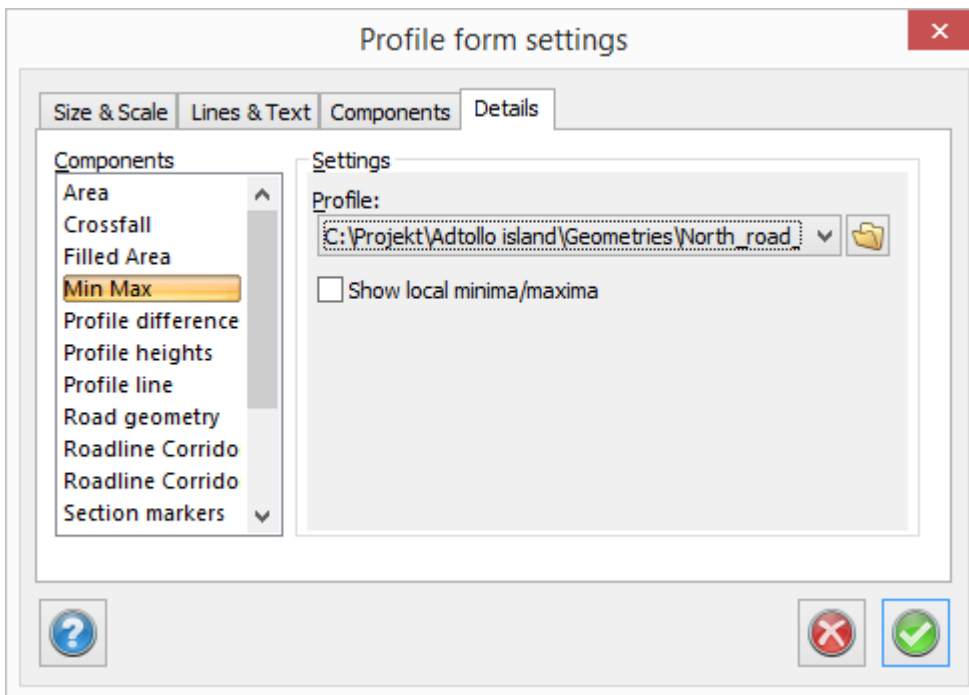 Profile form settings
Size & Scale
Lines & Text
Components
Details
Components
Area
Crossfall
Filled Area
Min Max
Profile difference
Profile heights
Profile line
Road geometry
Roadline Corrido
Roadline Corrido
Section markers
Settings
Profile:
C:\Projekt\Adtollo island\Geometries\North_road_
Show local minima/maxima